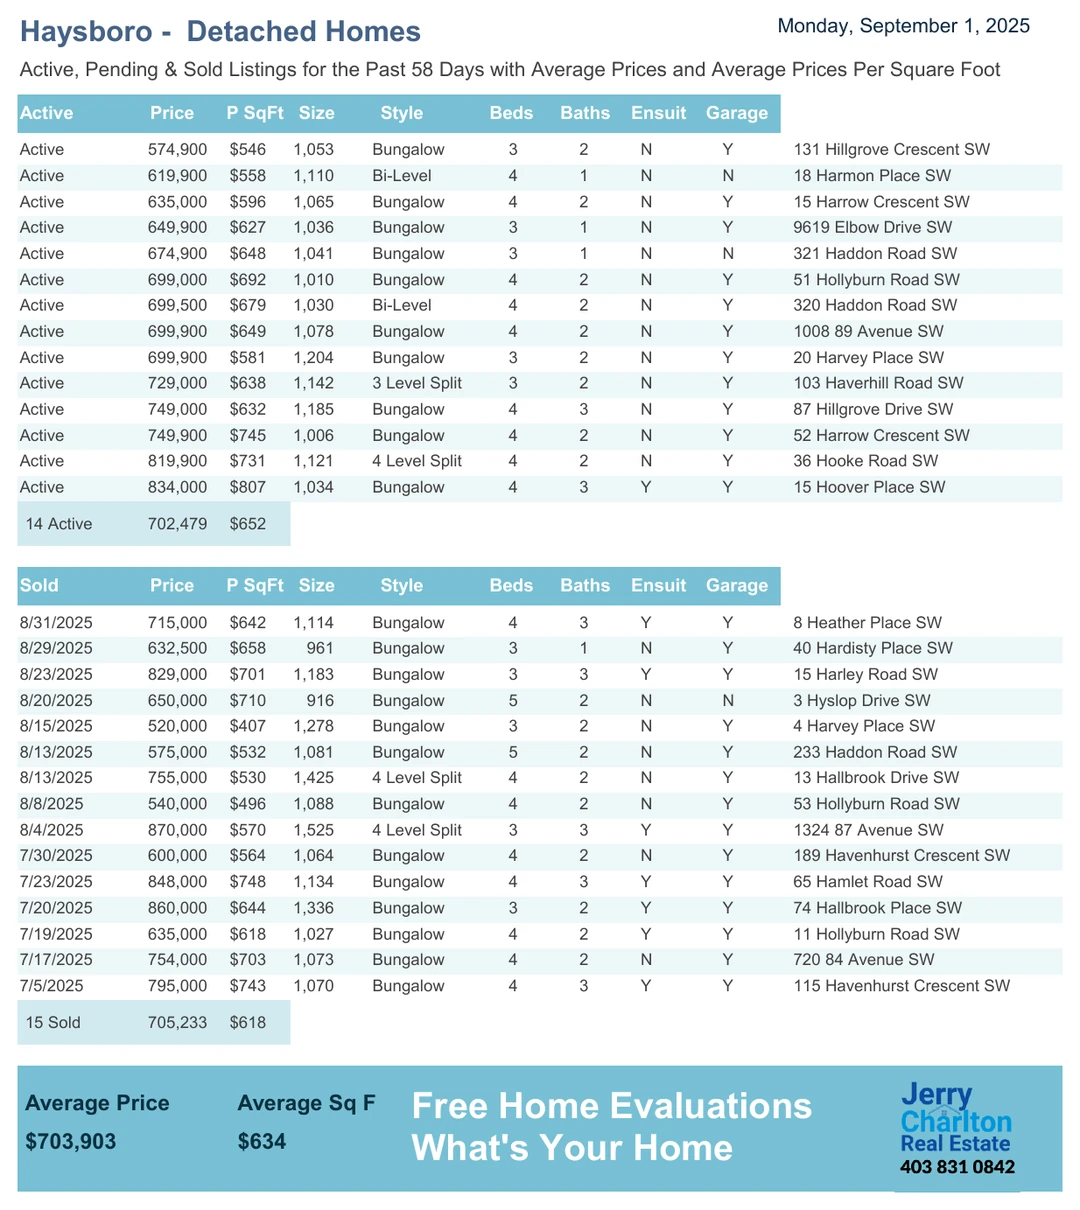 Haysboro - Detached Homes
Monday, September 1, 2025
Active, Pending & Sold Listings for the Past 58 Days with Average Prices and Average Prices Per Square Foot
Active Price P SqFt Size Style Beds Baths Ensuit Garage
Active 574,900 $546 1,053 Bungalow 3 2 N Y 131 Hillgrove Crescent SW
Active 619,900 $558 1,110 Bi-Level 4 1 N N 18 Harmon Place SW
Active 635,000 $596 1,065 Bungalow 4 2 N Y 15 Harrow Crescent SW
Active 649,900 $627 1,036 Bungalow 3 1 N Y 9619 Elbow Drive SW
Active 674,900 $648 1,041 Bungalow 3 1 N N 321 Haddon Road SW
Active 699,000 $692 1,010 Bungalow 4 2 N Y 51 Hollyburn Road SW
Active 699,500 $679 1,030 Bi-Level 4 2 N Y 320 Haddon Road SW
Active 699,900 $649 1,078 Bungalow 4 2 N Y 1008 89 Avenue SW
Active 699,900 $581 1,204 Bungalow 3 2 N Y 20 Harvey Place SW
Active 729,000 $638 1,142 3 Level Split 3 2 N Y 103 Haverhill Road SW
Active 749,000 $632 1,185 Bungalow 4 3 N Y 87 Hillgrove Drive SW
Active 749,900 $745 1,006 Bungalow 4 2 N Y 52 Harrow Crescent SW
Active 819,900 $731 1,121 4 Level Split 4 2 N Y 36 Hooke Road SW
Active 834,000 $807 1,034 Bungalow 4 3 Y Y 15 Hoover Place SW
14 Active 702,479 $652
Sold Price P SqFt Size Style Beds Baths Ensuit Garage
8/31/2025 715,000 $642 1,114 Bungalow 4 3 Y Y 8 Heather Place SW
8/29/2025 632,500 $658 961 Bungalow 3 1 N Y 40 Hardisty Place SW
8/23/2025 829,000 $701 1,183 Bungalow 3 3 Y Y 15 Harley Road SW
8/20/2025 650,000 $710 916 Bungalow 5 2 N N 3 Hyslop Drive SW
8/15/2025 520,000 $407 1,278 Bungalow 3 2 N Y 4 Harvey Place SW
8/13/2025 575,000 $532 1,081 Bungalow 5 2 N Y 233 Haddon Road SW
8/13/2025 755,000 $530 1,425 4 Level Split 4 2 N Y 13 Hallbrook Drive SW
8/8/2025 540,000 $496 1,088 Bungalow 4 2 N Y 53 Hollyburn Road SW
8/4/2025 870,000 $570 1,525 4 Level Split 3 3 Y Y 1324 87 Avenue SW
7/30/2025 600,000 $564 1,064 Bungalow 4 2 N Y 189 Havenhurst Crescent SW
7/23/2025 848,000 $748 1,134 Bungalow 4 3 Y Y 65 Hamlet Road SW
7/20/2025 860,000 $644 1,336 Bungalow 3 2 Y Y 74 Hallbrook Place SW
7/19/2025 635,000 $618 1,027 Bungalow 4 2 Y Y 11 Hollyburn Road SW
7/17/2025 754,000 $703 1,073 Bungalow 4 2 N Y 720 84 Avenue SW
7/5/2025 795,000 $743 1,070 Bungalow 4 3 Y Y 115 Havenhurst Crescent SW
15 Sold 705,233 $618
Average Price Average Sq F
$703,903 $634
Free Home Evaluations
What's Your Home
Jerry
Charlton
Real Estate
403 831 0842